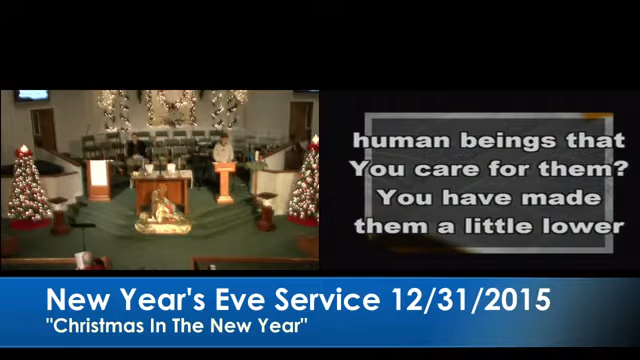 human beings that
You care for them?
You have made
them a little lower
New Year's Eve Service 12/31/2015
"Christmas In The New Year"